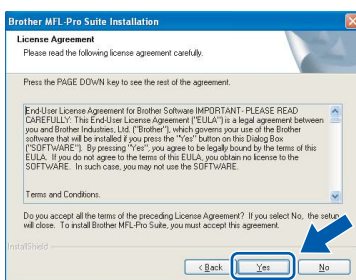 Brother MFL-Pro Suite Installation
License Agreement
Please read the following license agreement carefully.
Press the PAGE DOWN key to see the rest of the agreement.
End-User License Agreement for Brother Software IMPORTANT- PLEASE READ
CAREFULLY: This End-User License Agreement ("EULA") is a legal agreement between
you and Brother Industries, Ltd. ("Brother"), which governs your use of the Brother
software that will be installed if you press the "Yes" button on this Dialog Box
("SOFTWARE"). By pressing "Yes", you agree to be legally bound by the terms of this
EULA. If you do not agree to the terms of this EULA, you obtain no license to the
SOFTWARE. In such case, you may not use the SOFTWARE.
Terms and Conditions.
Do you accept all the terms of the preceding License Agreement? If you select No, the setup
will close. To install Brother MFL-Pro Suite, you must accept this agreement.
InstallShield
< Back
Yes
No